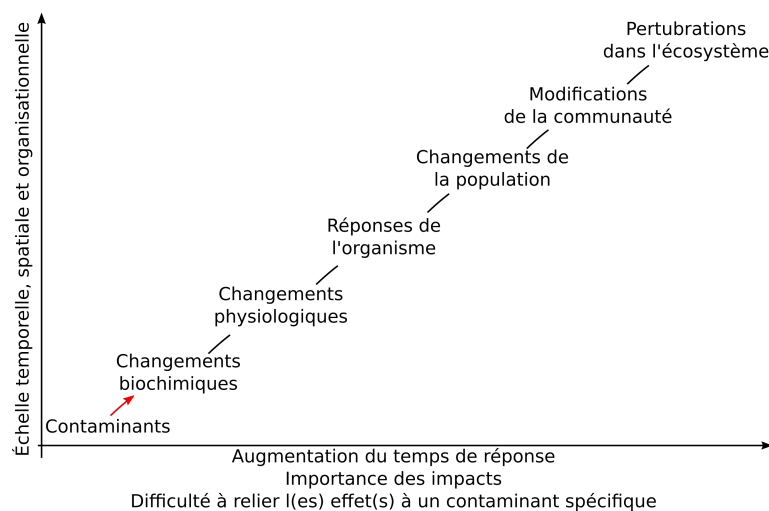 Échelle temporelle, spatiale et organisationnelle
Pertubrations
dans l'écosystème
Modifications
de la communauté
Changements de
la population
Réponses de
l'organisme
Changements
physiologiques
Changements
biochimiques
Contaminants
Augmentation du temps de réponse
Importance des impacts
Difficulté à relier l(es) effet(s) à un contaminant spécifique